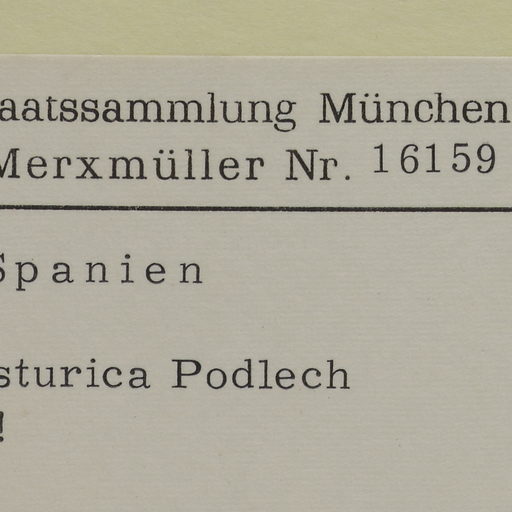 aatssammlung München
Merxmüller Nr. 16159
Spanien
sturica Podlech
!